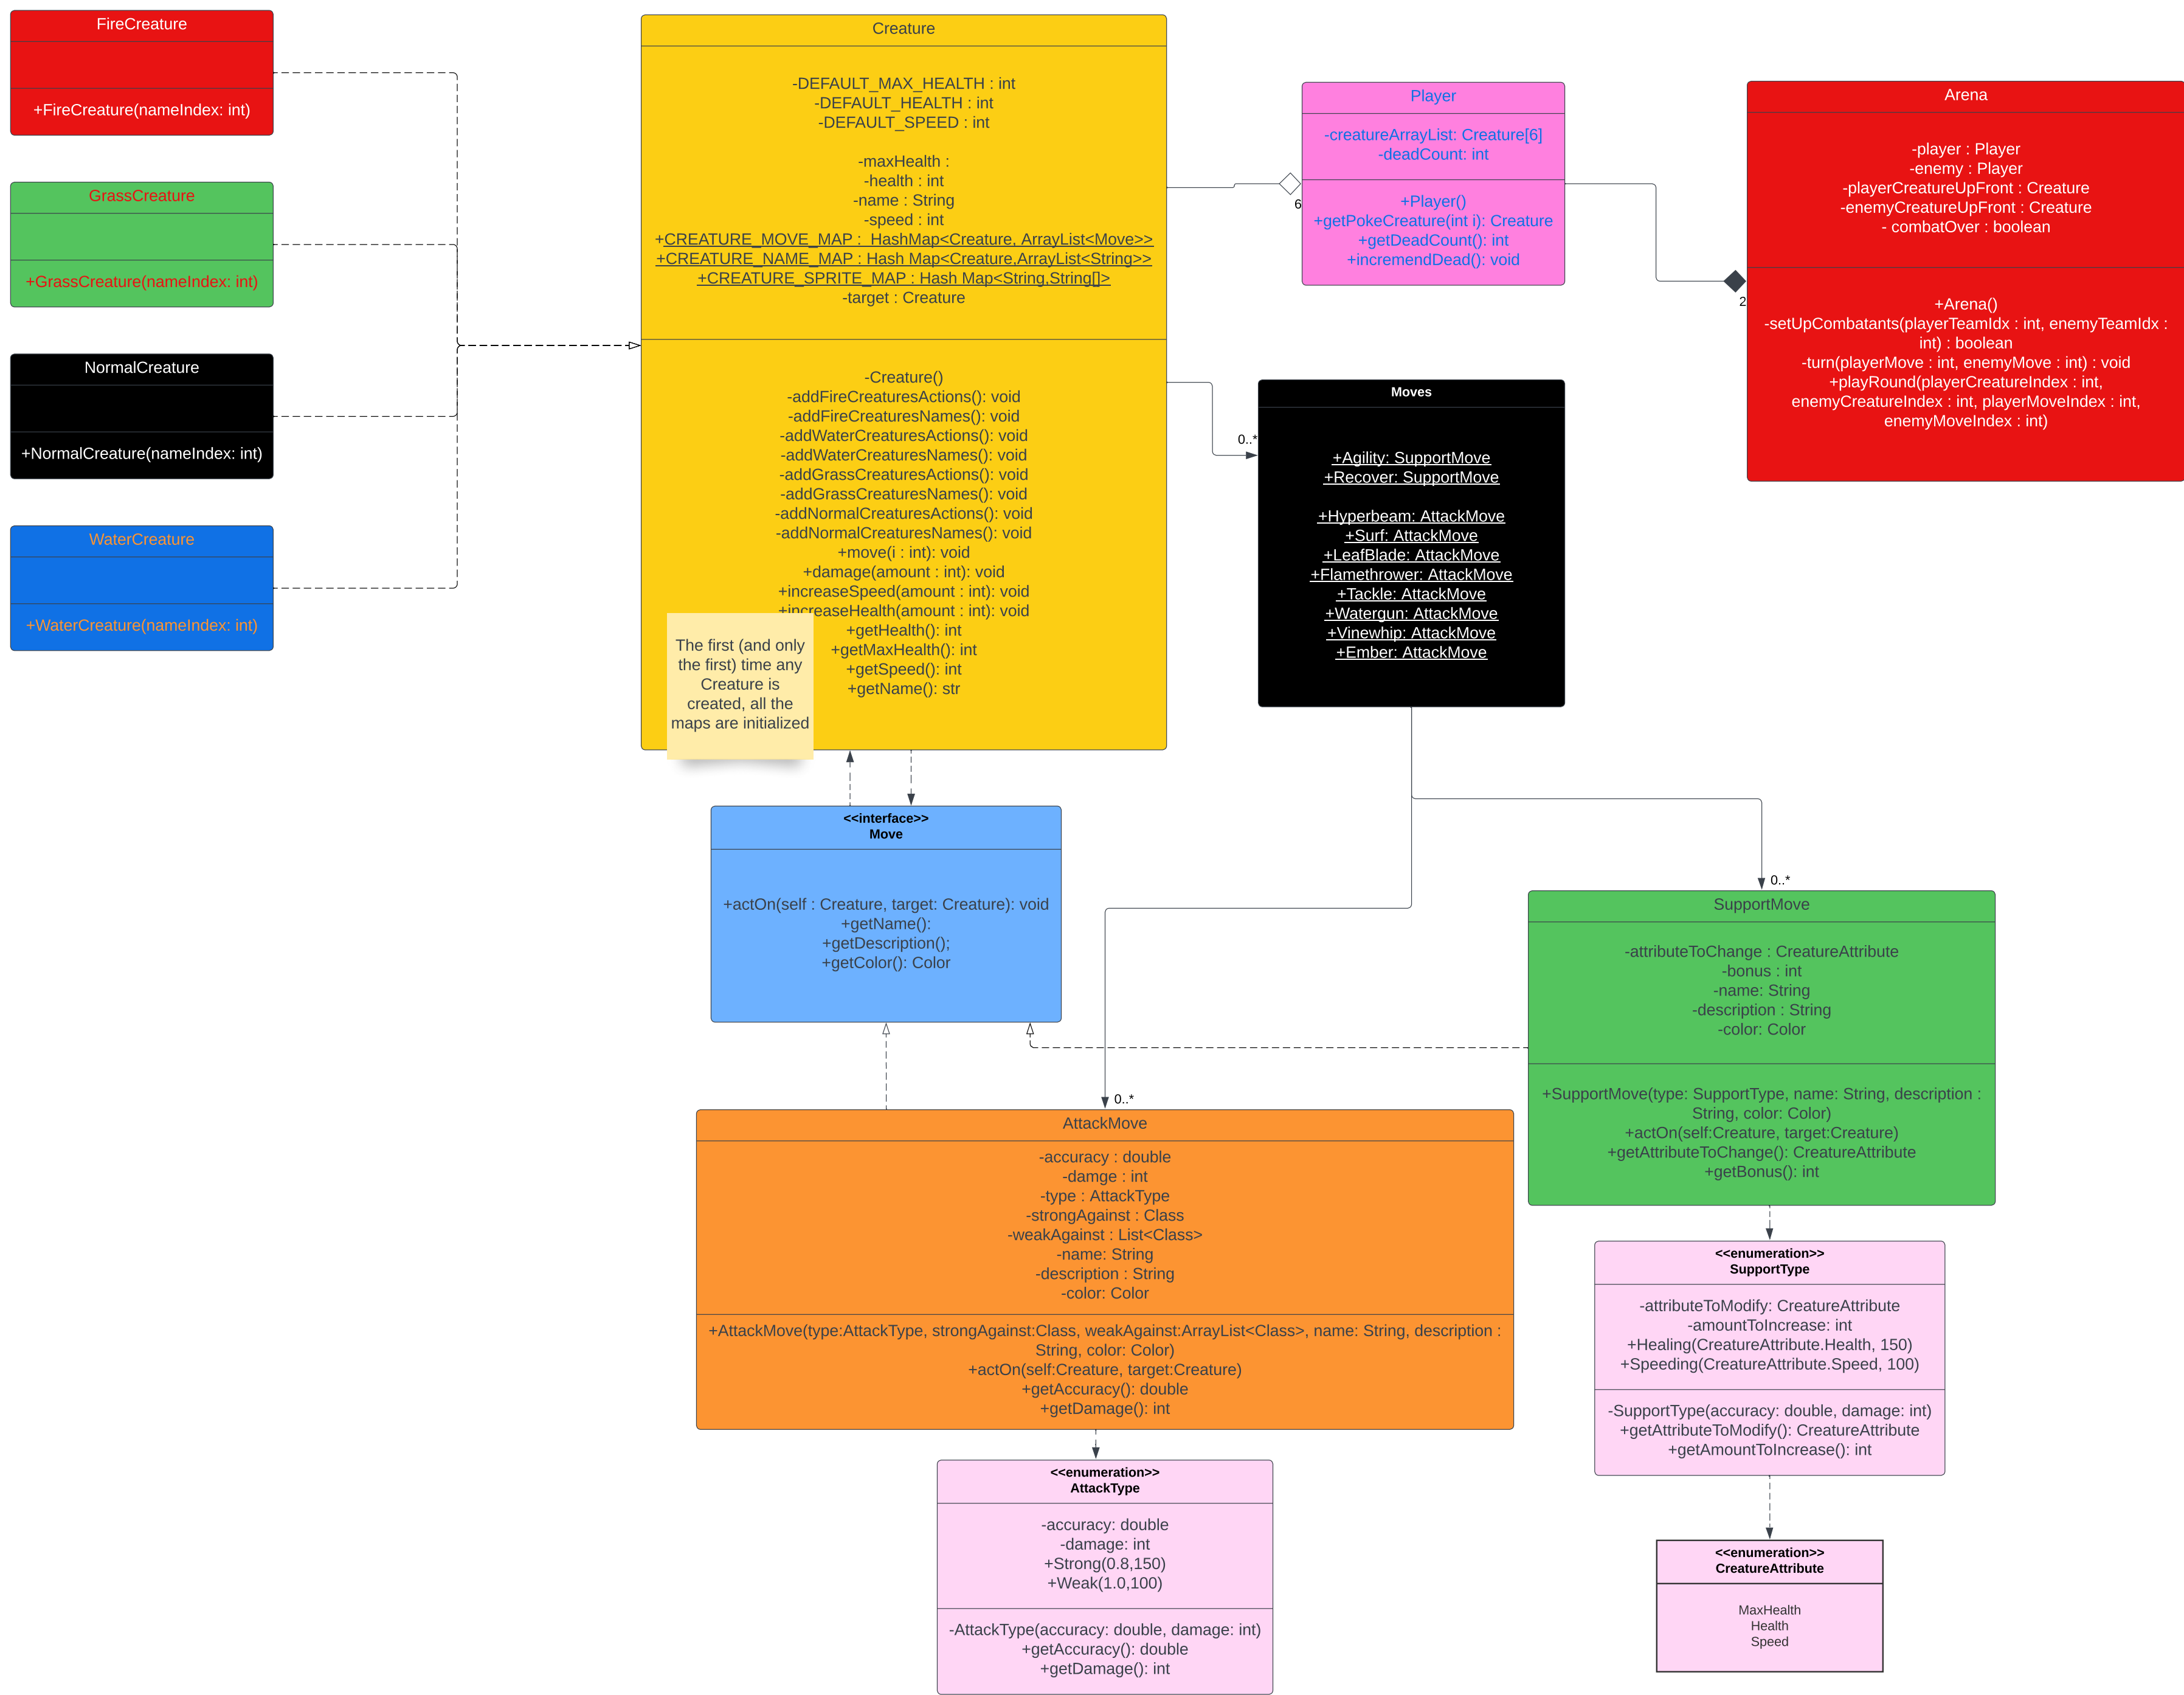 FireCreature
+FireCreature(nameIndex: int)
GrassCreature
+GrassCreature(nameIndex: int)
NormalCreature
+NormalCreature(nameIndex: int)
WaterCreature
+WaterCreature(nameIndex: int)
Creature
-DEFAULT_MAX_HEALTH : int
-DEFAULT_HEALTH : int
-DEFAULT_SPEED : int
-maxHealth :
-health : int
-name : String
-speed : int
+CREATURE_MOVE_MAP :  HashMap<Creature, ArrayList<Move>>
+CREATURE_NAME_MAP : Hash Map<Creature,ArrayList<String>>
+CREATURE_SPRITE_MAP : Hash Map<String,String[]>
-target : Creature
-Creature()
-addFireCreaturesActions(): void
-addFireCreaturesNames(): void
-addWaterCreaturesActions(): void
-addWaterCreaturesNames(): void
-addGrassCreaturesActions(): void
-addGrassCreaturesNames(): void
-addNormalCreaturesActions(): void
-addNormalCreaturesNames(): void
+move(i : int): void
+damage(amount : int): void
+increaseSpeed(amount : int): void
+increaseHealth(amount : int): void
+getHealth(): int
+getMaxHealth(): int
+getSpeed(): int
+getName(): str
The first (and only
the first) time any
Creature is
created, all the
maps are initialized
Player
-creatureArrayList: Creature[6]
-deadCount: int
+Player()
+getPokeCreature(int i): Creature
+getDeadCount(): int
+incremendDead(): void
6
Arena
-player : Player
-enemy : Player
-playerCreatureUpFront : Creature
-enemyCreatureUpFront : Creature
- combatOver : boolean
+Arena()
-setUpCombatants(playerTeamIdx : int, enemyTeamIdx :
int) : boolean
-turn(playerMove : int, enemyMove : int) : void
+playRound(playerCreatureIndex : int,
enemyCreatureIndex : int, playerMoveIndex : int,
enemyMoveIndex : int)
2
Moves
+Agility: SupportMove
+Recover: SupportMove
+Hyperbeam: AttackMove
+Surf: AttackMove
+LeafBlade: AttackMove
+Flamethrower: AttackMove
+Tackle: AttackMove
+Watergun: AttackMove
+Vinewhip: AttackMove
+Ember: AttackMove
0..*
<<interface>>
Move
+actOn(self : Creature, target: Creature): void
+getName():
+getDescription();
+getColor(): Color
0..*
SupportMove
-attributeToChange : CreatureAttribute
-bonus : int
-name: String
-description : String
-color: Color
+SupportMove(type: SupportType, name: String, description :
String, color: Color)
+actOn(self:Creature, target:Creature)
+getAttributeToChange(): CreatureAttribute
+getBonus(): int
0..*
AttackMove
-accuracy : double
-damge : int
-type : AttackType
-strongAgainst : Class
-weakAgainst : List<Class>
-name: String
-description : String
-color: Color
+AttackMove(type:AttackType, strongAgainst:Class, weakAgainst:ArrayList<Class>, name: String, description :
String, color: Color)
+actOn(self:Creature, target:Creature)
+getAccuracy(): double
+getDamage(): int
<<enumeration>>
SupportType
-attributeToModify: CreatureAttribute
-amountToIncrease: int
+Healing(CreatureAttribute.Health, 150)
+Speeding(CreatureAttribute.Speed, 100)
-SupportType(accuracy: double, damage: int)
+getAttributeToModify(): CreatureAttribute
+getAmountToIncrease(): int
<<enumeration>>
AttackType
-accuracy: double
-damage: int
+Strong(0.8,150)
+Weak(1.0,100)
-AttackType(accuracy: double, damage: int)
+getAccuracy(): double
+getDamage(): int
<<enumeration>>
CreatureAttribute
MaxHealth
Health
Speed